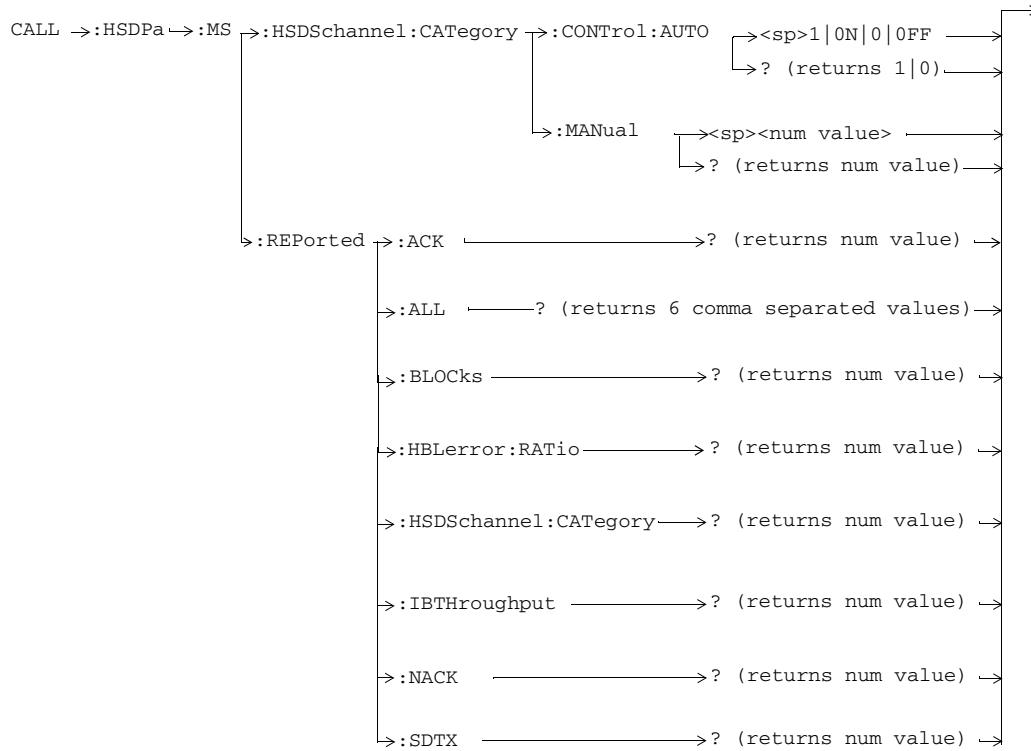 CALL :HSDPa :MS :HSDSchannel:CATegory :CONTrol:AUTO <sp>1|0N|0|0FF
? (returns 1|0)
:MANual <sp><num value>
? (returns num value)
:REPorted :ACK ? (returns num value)
:ALL ? (returns 6 comma separated values)
:BLOCks ? (returns num value)
:HBLerror:RATio ? (returns num value)
:HSDSchannel:CATegory ? (returns num value)
:IBTHroughput ? (returns num value)
:NACK ? (returns num value)
:SDTX ? (returns num value)